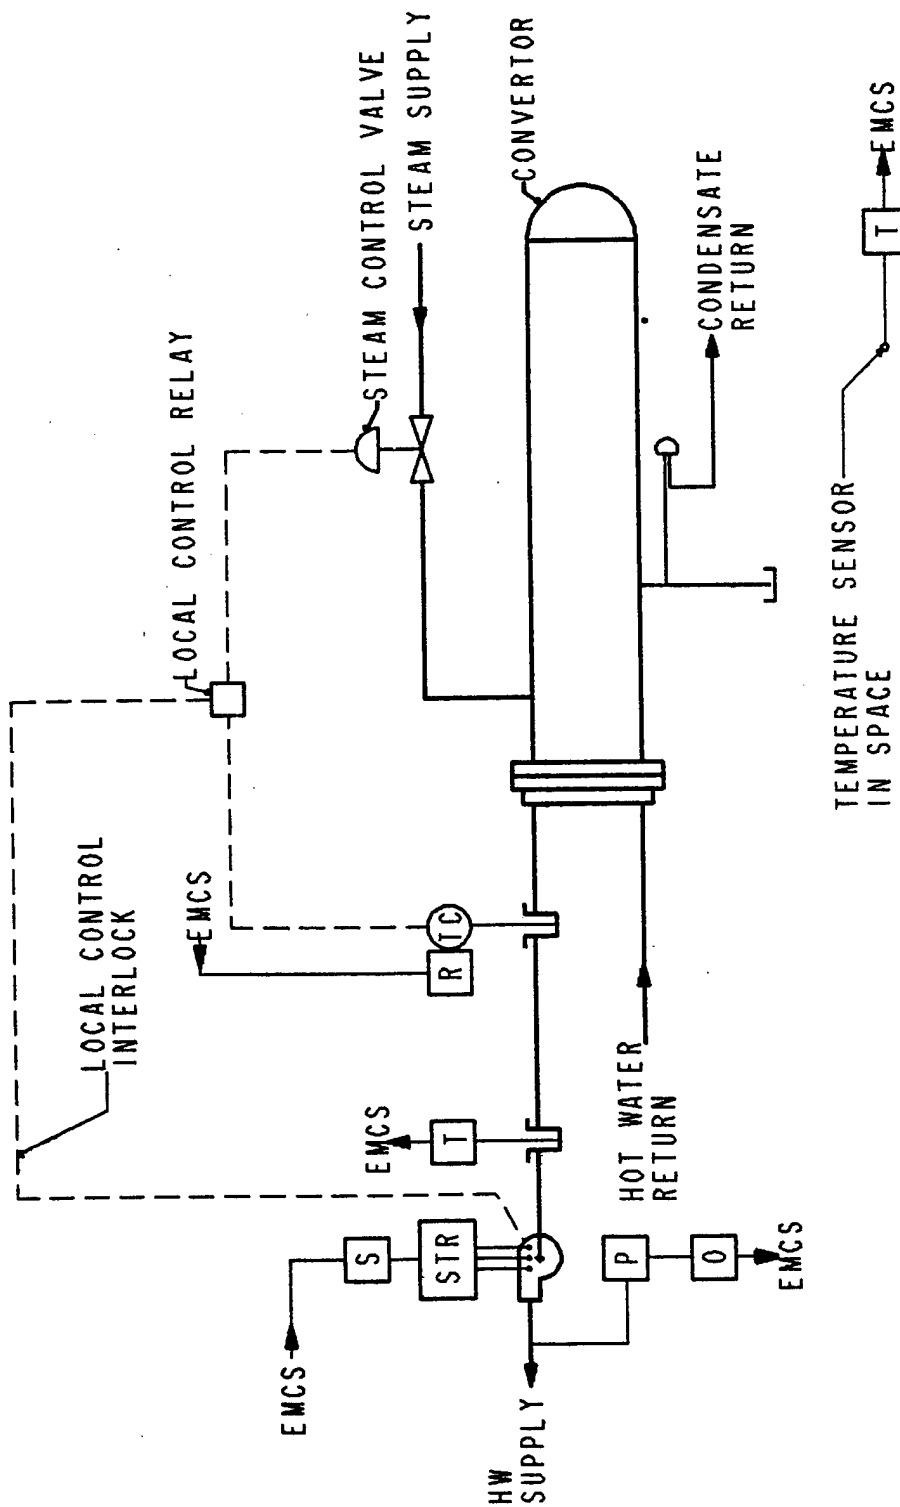 LOCAL CONTROL
INTERLOCK
LOCAL CONTROL RELAY
STEAM CONTROL VALVE
STEAM SUPPLY
EMCS
EMCS
EMCS
S
STR
T
R
TC
CONVERTOR
HW
SUPPLY
HOT WATER
RETURN
CONDENSATE
RETURN
P
O
EMCS
TEMPERATURE SENSOR
IN SPACE
T
EMCS